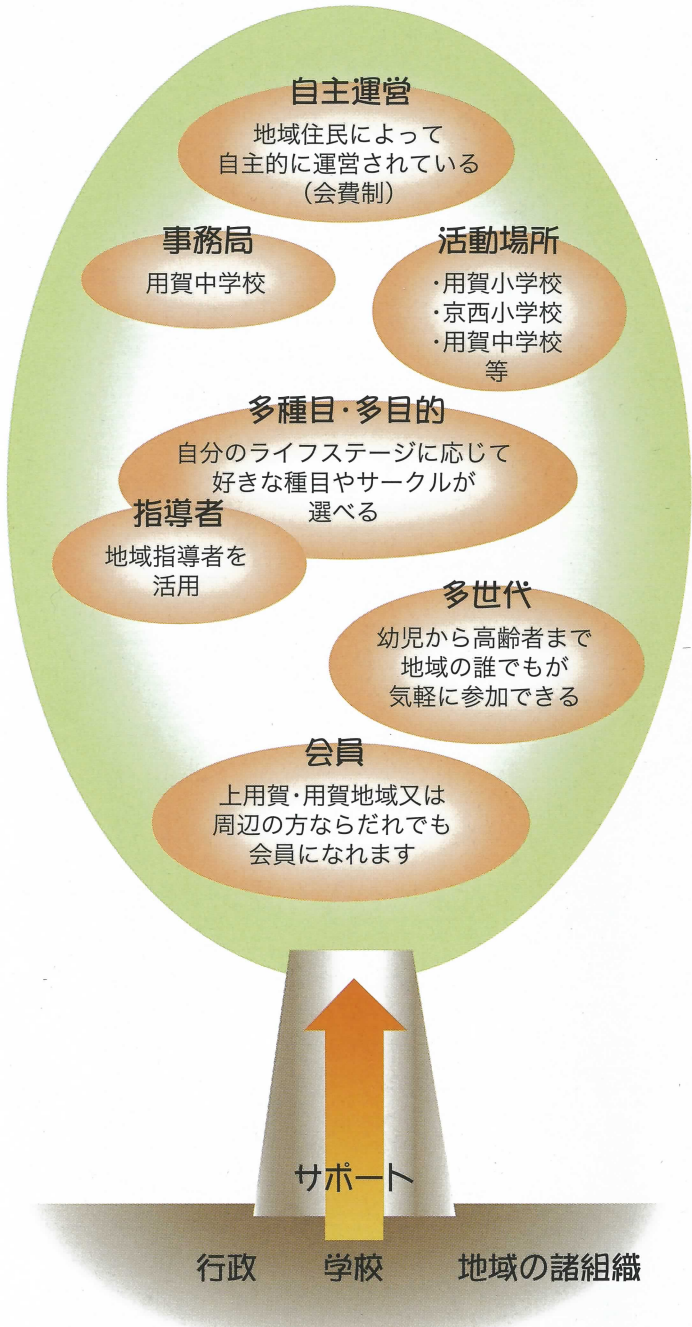 自主運営
地域住民によって
自主的に運営されている
（会費制）
事務局
用賀中学校
活動場所
・用賀小学校
・京西小学校
・用賀中学校
等
多種目・多目的
自分のライフステージに応じて
好きな種目やサークルが
選べる
指導者
地域指導者を
活用
多世代
幼児から高齢者まで
地域の誰でもが
気軽に参加できる
会員
上用賀・用賀地域又は
周辺の方ならだれでも
会員になれます
サポート
行政 学校 地域の諸組織